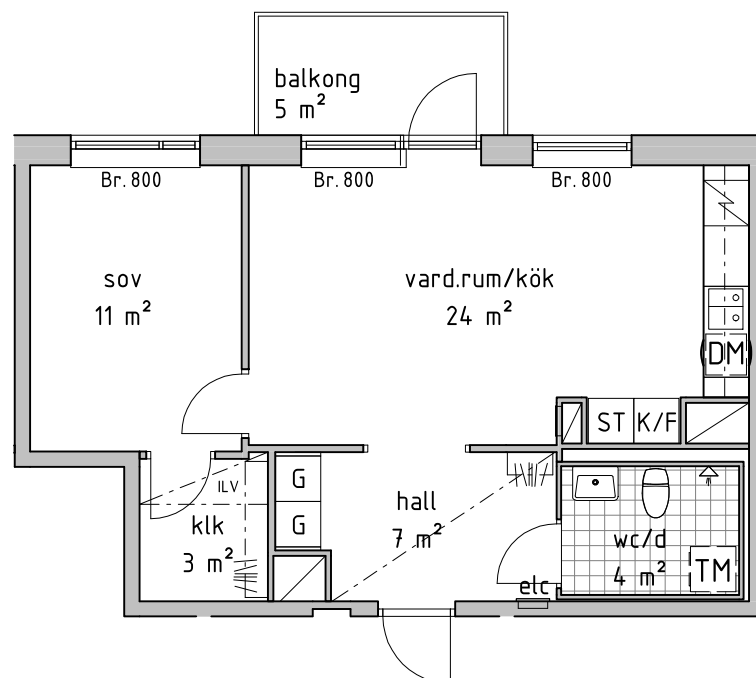 balkong
5 m²
Br. 800
Br. 800
Br. 800
sov
11 m²
vard.rum/kök
24 m²
(DM)
ST
K/F
G
ILV
hall
7 m²
G
klk
3 m²
wc/d
4 m²
TM
elc